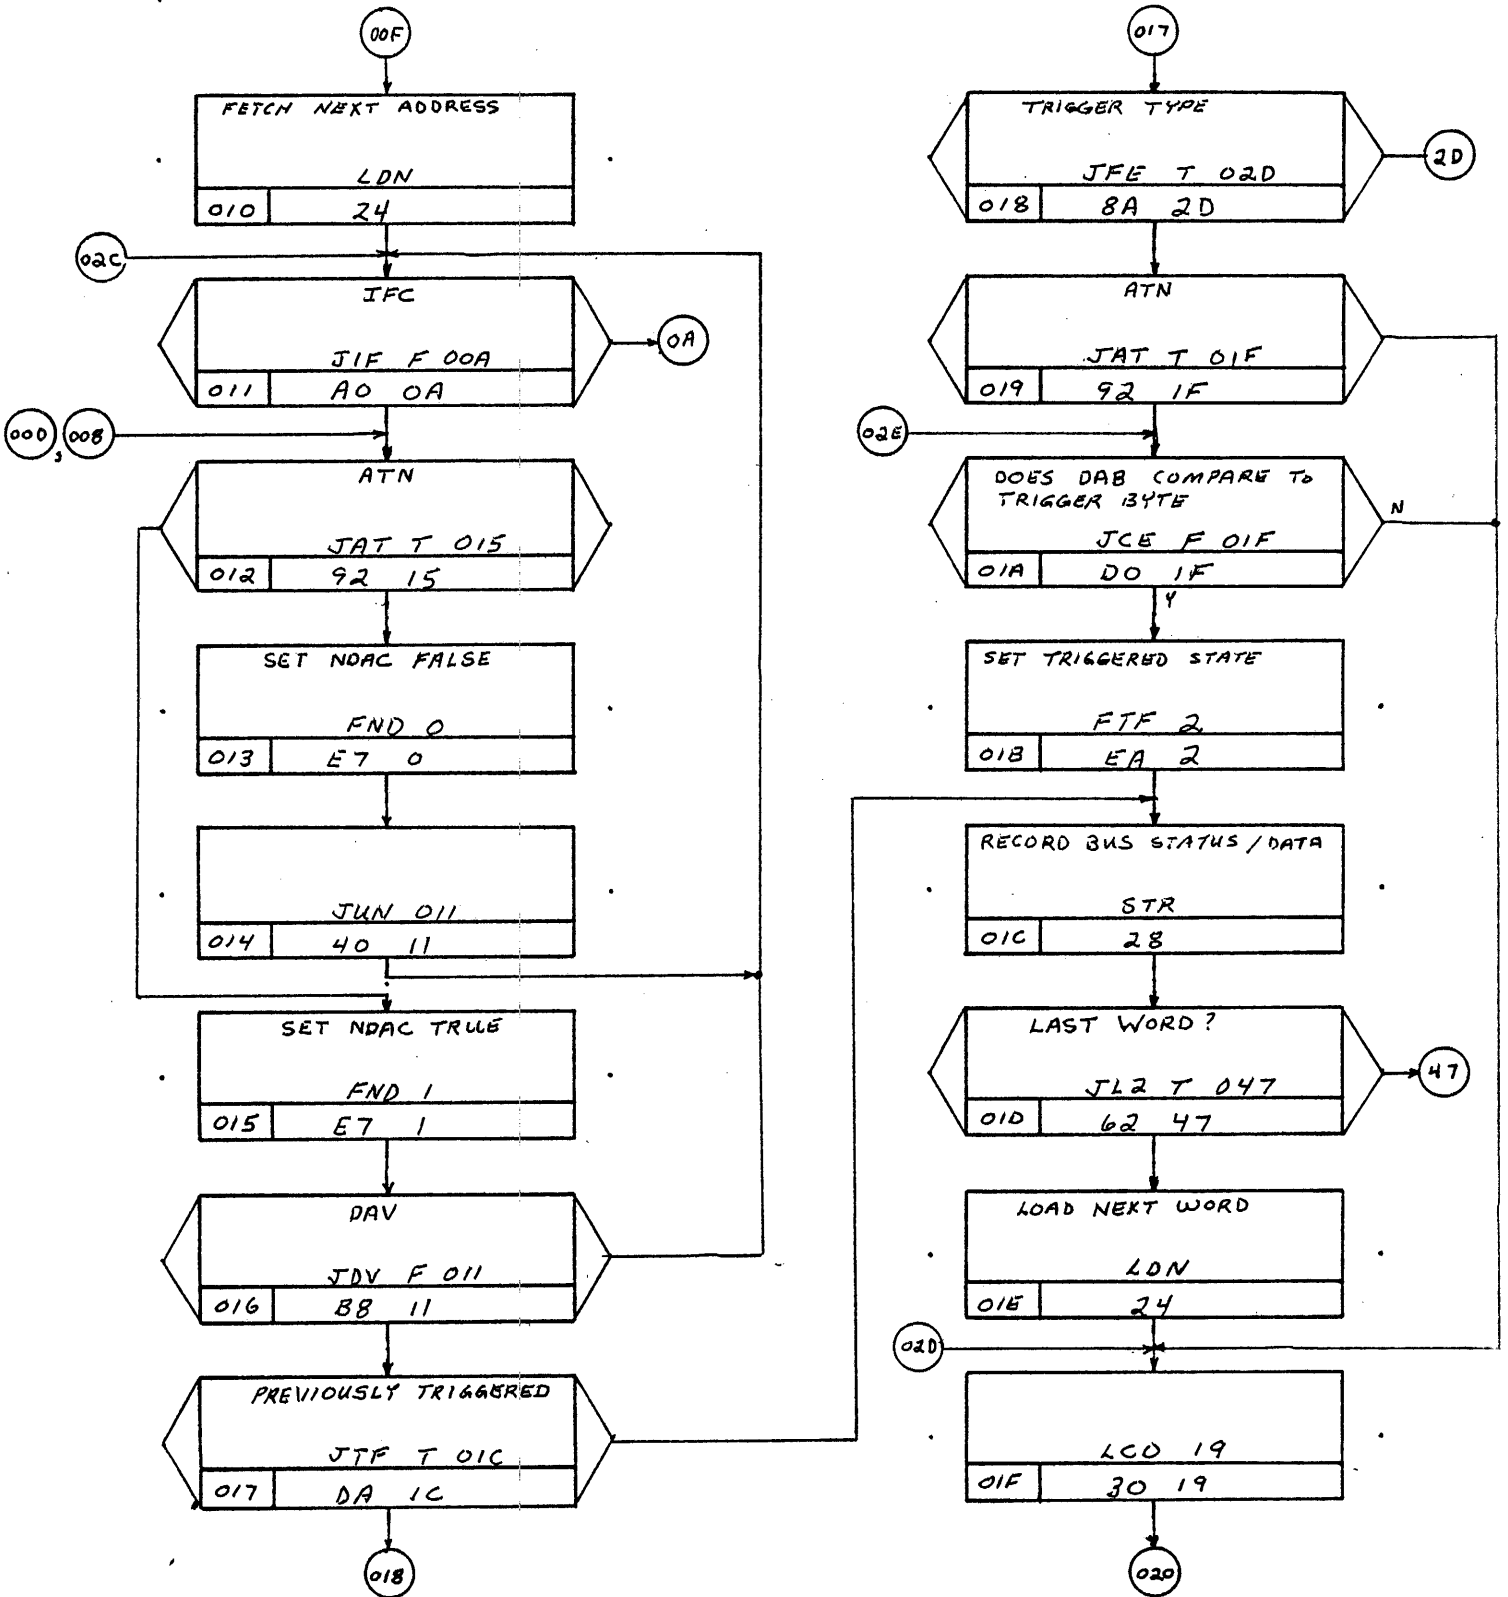 00F
FETCH NEXT ADDRESS
LDN
010 24
02C
IFC
JIF F 00A
011 A0 0A
0A
00D, 008
ATN
JAT T 015
012 92 15
SET NDAC FALSE
FND 0
013 E7 0
JUN 011
014 40 11
SET NDAC TRUE
FND 1
015 E7 1
DAV
JDV F 011
016 B8 11
PREVIOUSLY TRIGGERED
JTF T 01C
017 DA 1C
018
017
TRIGGER TYPE
JFE T 02D
018 8A 2D
2D
ATN
JAT T 01F
019 92 1F
02E
DOES DAB COMPARE TO
TRIGGER BYTE
N
JCE F 01F
01A D0 1F
Y
SET TRIGGERED STATE
FTF 2
01B EA 2
RECORD BUS STATUS/DATA
STR
01C 28
LAST WORD?
JL2 T 047
01D 62 47
47
LOAD NEXT WORD
LDN
01E 24
02D
LCD 19
01F 30 19
020